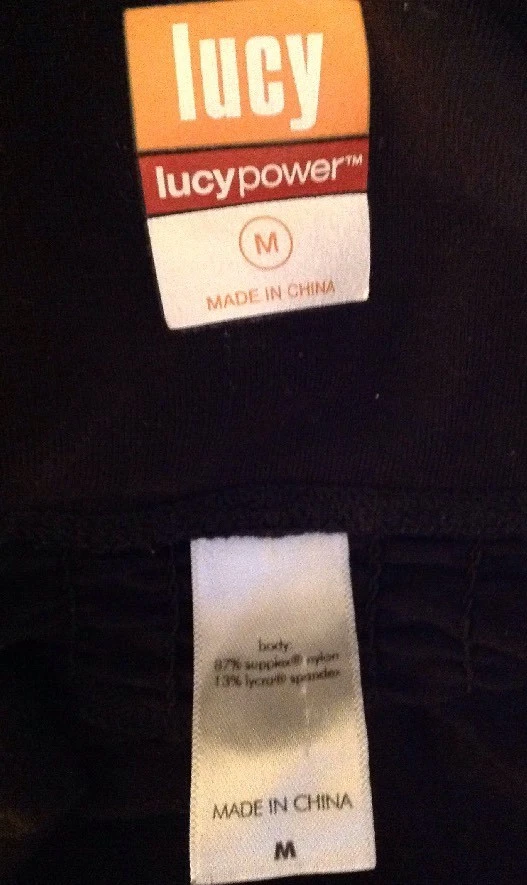 lucy
lucypower™
M
MADE IN CHINA
body:
87% supplex® nylon
13% lycra® spandex
MADE IN CHINA
M